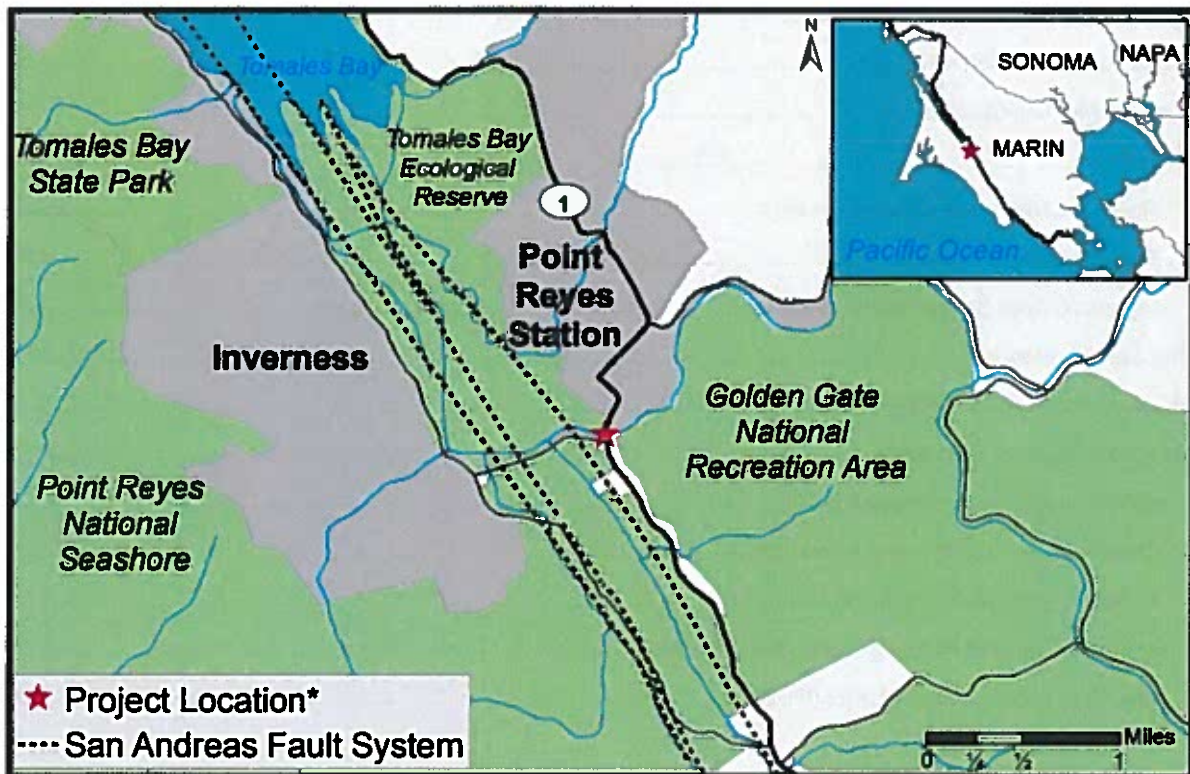 Tomales Bay
Tomales Bay
State Park
Tomales Bay
Ecological
Reserve
1
Point
Reyes
Station
Inverness
Golden Gate
National
Recreation Area
Point Reyes
National
Seashore
N
SONOMA
NAPA
MARIN
Pacific Ocean
Project Location*
San Andreas Fault System
Miles
0 ¼ ½ 1